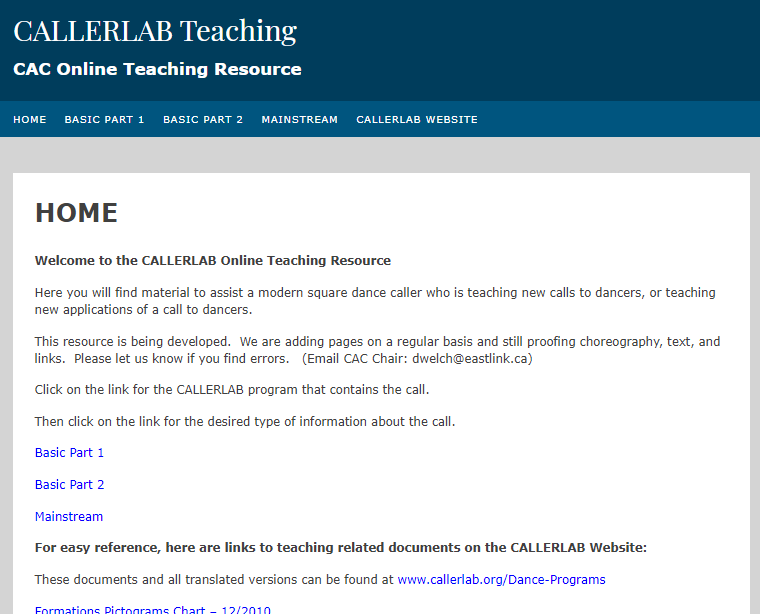 CALLERLAB Teaching
CAC Online Teaching Resource
HOME BASIC PART 1 BASIC PART 2 MAINSTREAM CALLERLAB WEBSITE
HOME
Welcome to the CALLERLAB Online Teaching Resource
Here you will find material to assist a modern square dance caller who is teaching new calls to dancers, or teaching
new applications of a call to dancers.
This resource is being developed.  We are adding pages on a regular basis and still proofing choreography, text, and
links.  Please let us know if you find errors.   (Email CAC Chair: dwelch@eastlink.ca)
Click on the link for the CALLERLAB program that contains the call.
Then click on the link for the desired type of information about the call.
Basic Part 1
Basic Part 2
Mainstream
For easy reference, here are links to teaching related documents on the CALLERLAB Website:
These documents and all translated versions can be found at www.callerlab.org/Dance-Programs
Formations Pictograms Chart – 12/2010